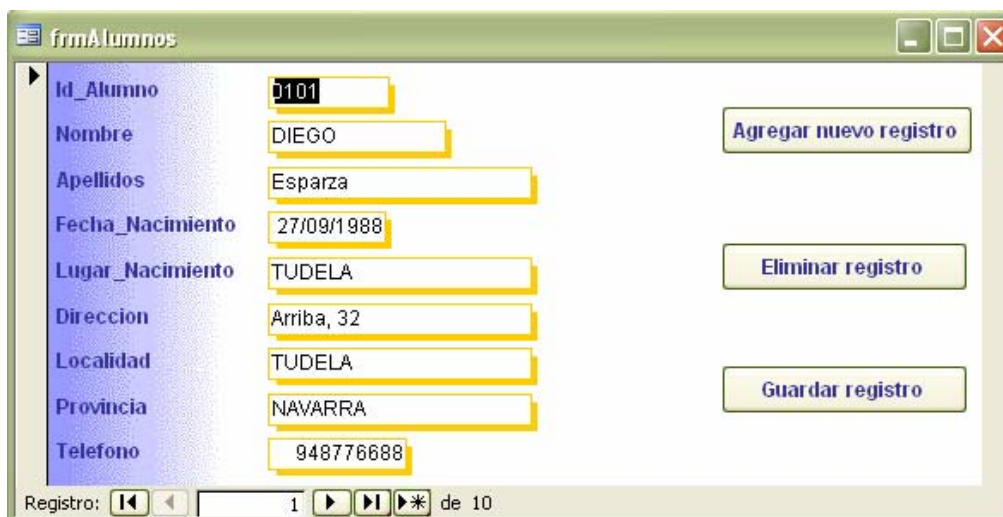 frmAlumnos
Id_Alumno 0101
Agregar nuevo registro
Nombre DIEGO
Apellidos Esparza
Fecha_Nacimiento 27/09/1988
Eliminar registro
Lugar_Nacimiento TUDELA
Direccion Arriba, 32
Localidad TUDELA
Guardar registro
Provincia NAVARRA
Telefono 948776688
Registro: 1 de 10